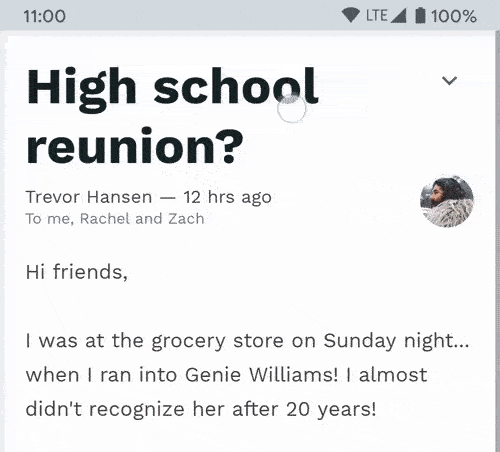 11:00 LTE 100%
High school
reunion?
Trevor Hansen — 12 hrs ago
To me, Rachel and Zach
Hi friends,
I was at the grocery store on Sunday night...
when I ran into Genie Williams! I almost
didn't recognize her after 20 years!